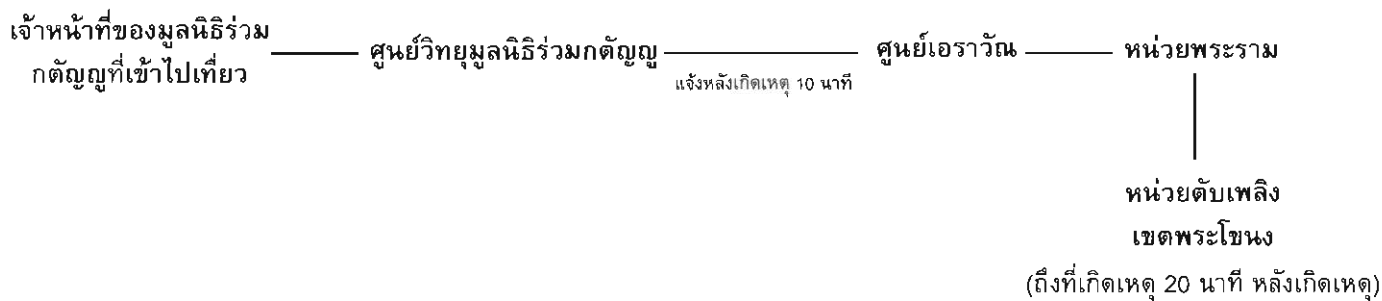 เจ้าหน้าที่ของมูลนิธิร่วม
กตัญญูที่เข้าไปเที่ยว
ศูนย์วิทยุมูลนิธิร่วมกตัญญู
แจ้งหลังเกิดเหตุ 10 นาที
ศูนย์เอราวัณ
หน่วยพระราม
หน่วยดับเพลิง
เขตพระโขนง
(ถึงที่เกิดเหตุ 20 นาที หลังเกิดเหตุ)